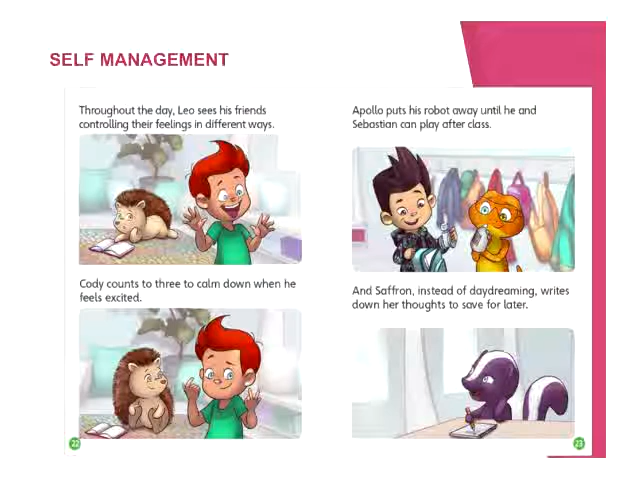 SELF MANAGEMENT
Throughout the day, Leo sees his friends
controlling their feelings in different ways.
Cody counts to three to calm down when he
feels excited.
22
Apollo puts his robot away until he and
Sebastian can play after class.
And Saffron, instead of daydreaming, writes
down her thoughts to save for later.
23